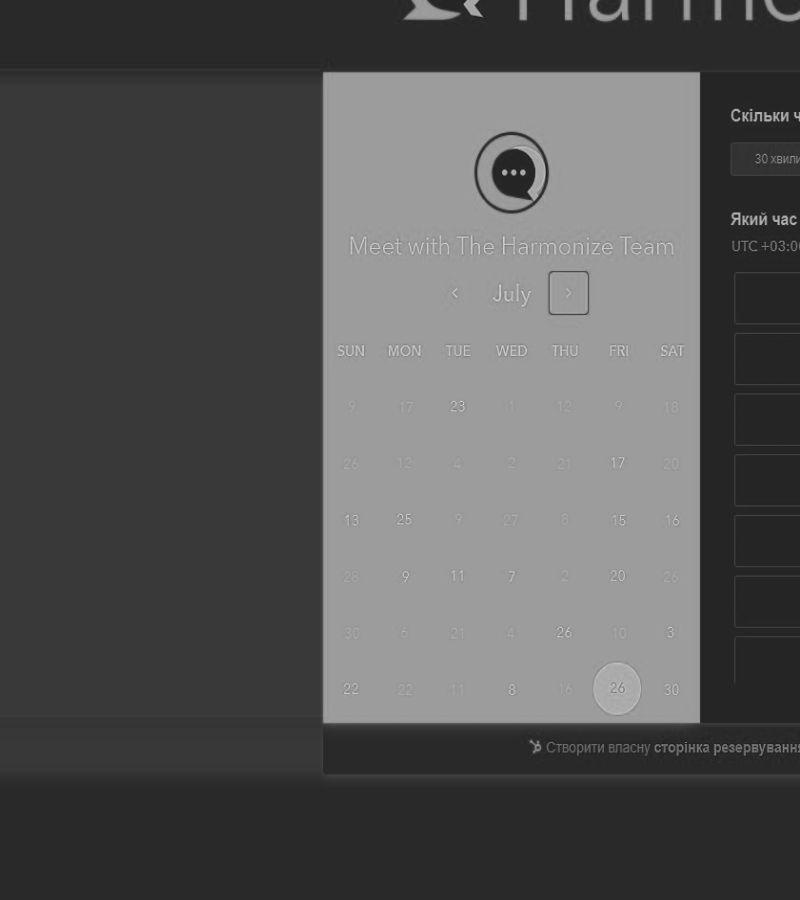 Harmo
Скільки ч
30 хвили
Який час
UTC +03:00
Meet with The Harmonize Team
July
SUN MON TUE WED THU FRI SAT
9 17 23 1 12 9 18
26 12 4 2 21 17 20
13 25 9 27 8 15 16
28 9 11 7 2 20 26
30 6 21 4 26 10 3
22 22 11 8 16 26 30
Створити власну сторінка резервування